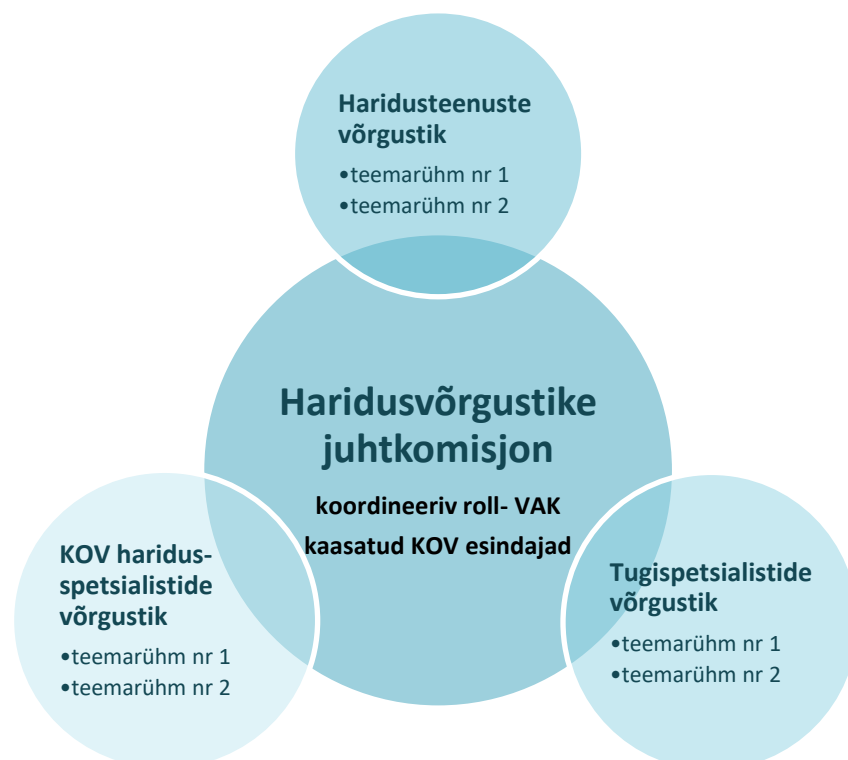 Haridusteenuste
võrgustik
•teemarühm nr 1
•teemarühm nr 2
Haridusvõrgustike
juhtkomisjon
koordineeriv roll- VAK
kaasatud KOV esindajad
KOV haridus-
spetsialistide
võrgustik
•teemarühm nr 1
•teemarühm nr 2
Tugispetsialistide
võrgustik
•teemarühm nr 1
•teemarühm nr 2